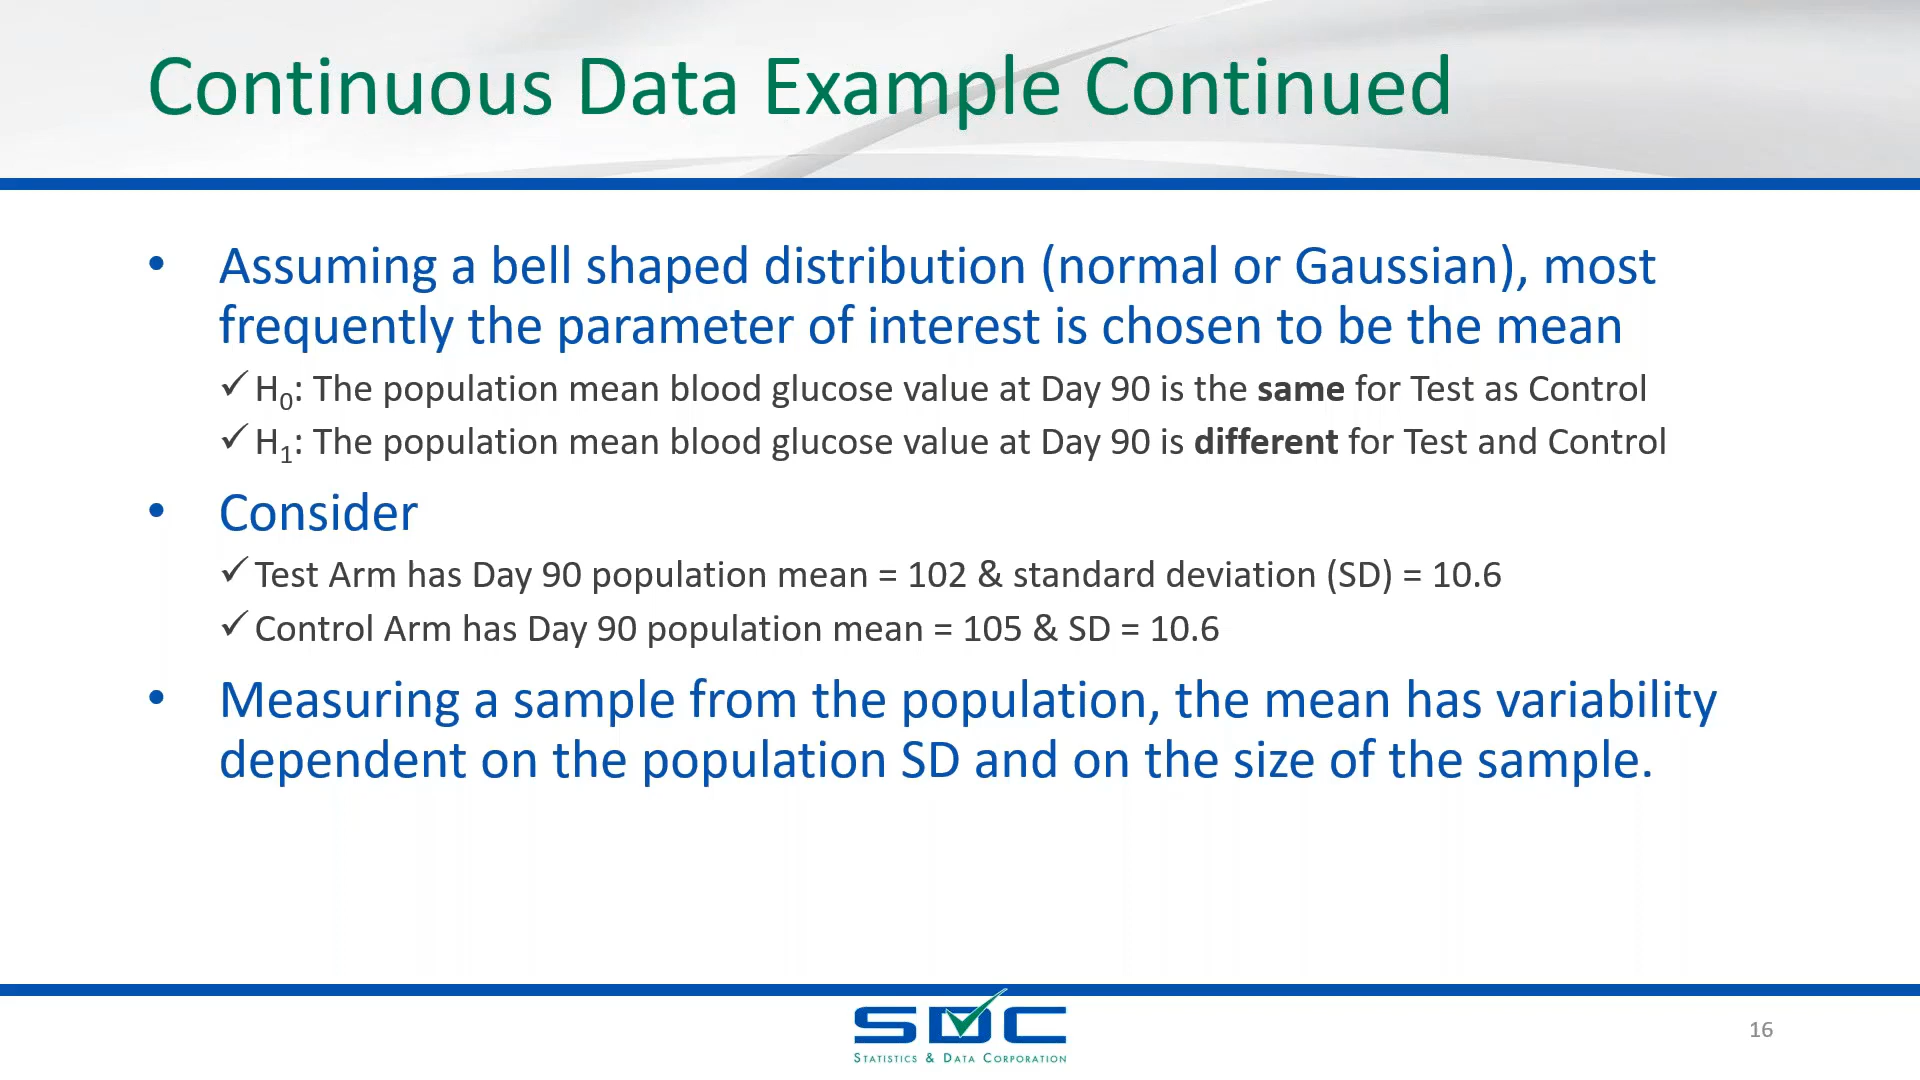 Continuous Data Example Continued
• Assuming a bell shaped distribution (normal or Gaussian), most
frequently the parameter of interest is chosen to be the mean
✓ H₀: The population mean blood glucose value at Day 90 is the same for Test as Control
✓ H₁: The population mean blood glucose value at Day 90 is different for Test and Control
• Consider
✓ Test Arm has Day 90 population mean = 102 & standard deviation (SD) = 10.6
✓ Control Arm has Day 90 population mean = 105 & SD = 10.6
• Measuring a sample from the population, the mean has variability
dependent on the population SD and on the size of the sample.
SDC
Statistics & Data Corporation
16